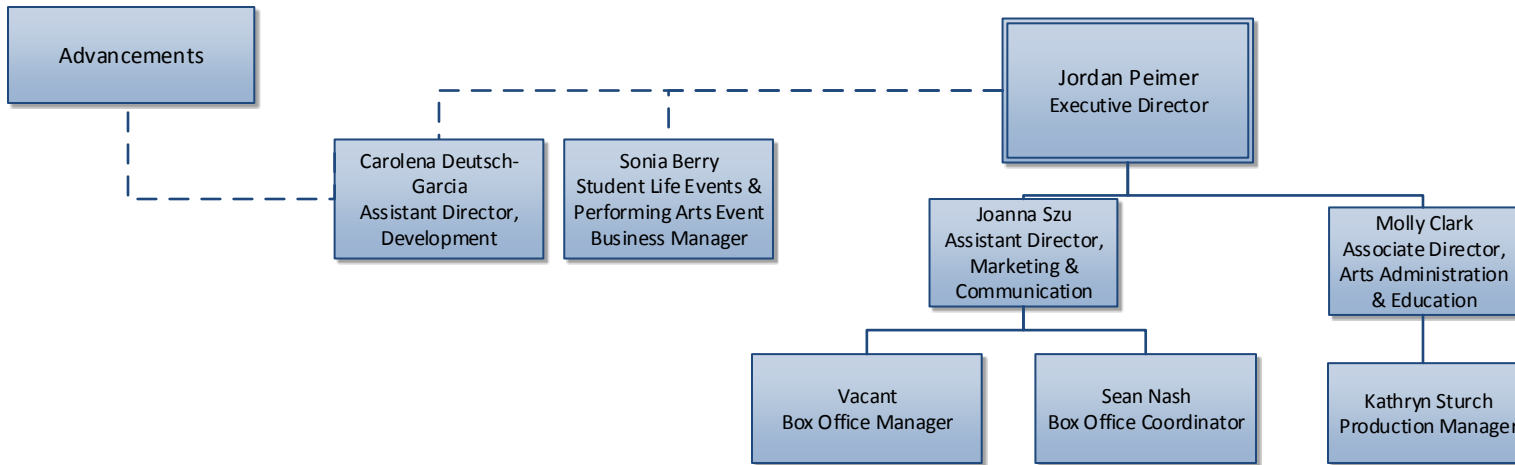 Advancements
Jordan Peimer
Executive Director
Carolena Deutsch-
Garcia
Assistant Director,
Development
Sonia Berry
Student Life Events &
Performing Arts Event
Business Manager
Joanna Szu
Assistant Director,
Marketing &
Communication
Molly Clark
Associate Director,
Arts Administration
& Education
Vacant
Box Office Manager
Sean Nash
Box Office Coordinator
Kathryn Sturch
Production Manager